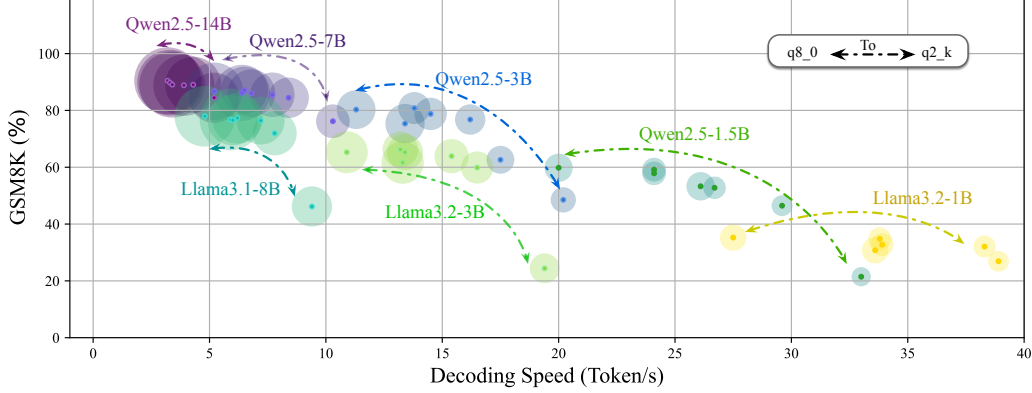 Qwen2.5-14B
Qwen2.5-7B
q8_0 To q2_k
Qwen2.5-3B
Qwen2.5-1.5B
Llama3.1-8B
Llama3.2-3B
Llama3.2-1B
GSM8K (%)
100
80
60
40
20
0
0 5 10 15 20 25 30 35 40
Decoding Speed (Token/s)